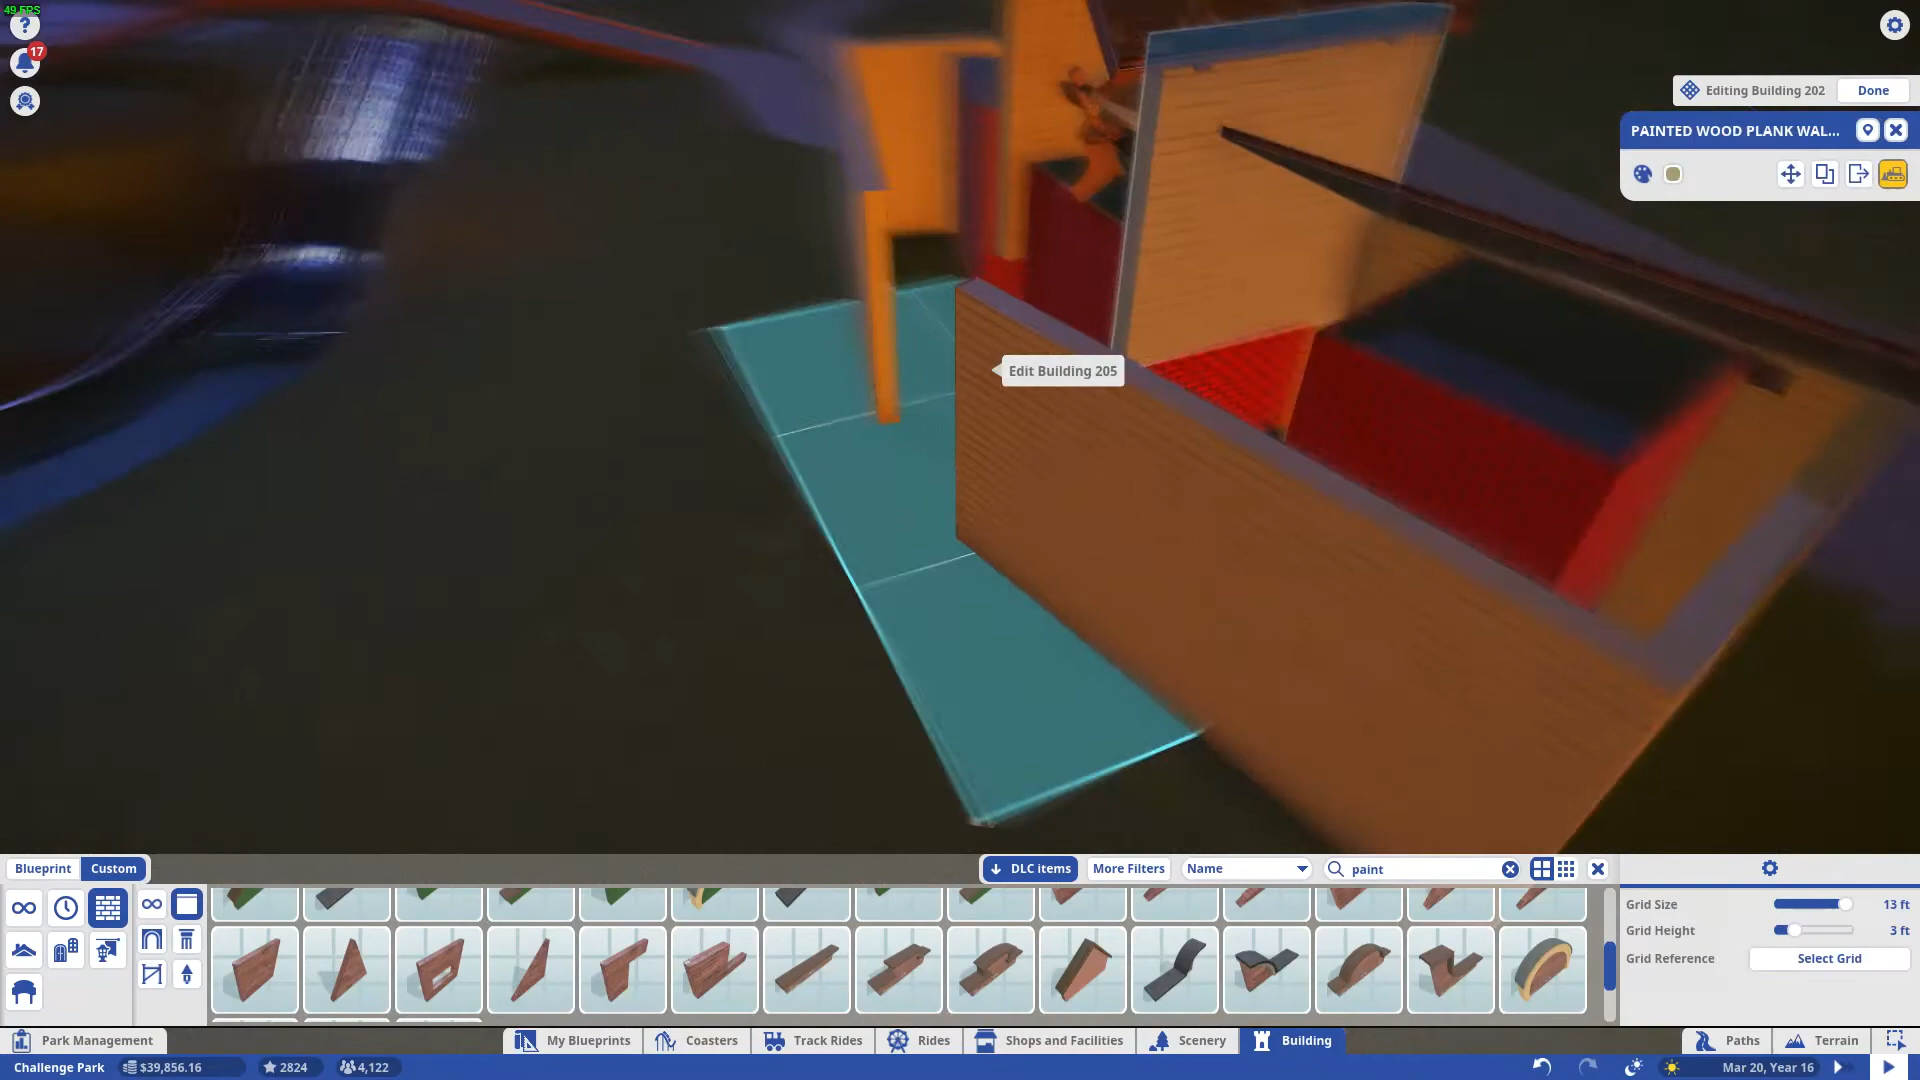 49 FPS
?
17
Editing Building 202
Done
PAINTED WOOD PLANK WAL...
Edit Building 205
Blueprint
Custom
DLC items
More Filters
Name
paint
Grid Size
13 ft
Grid Height
3 ft
Grid Reference
Select Grid
Park Management
My Blueprints
Coasters
Track Rides
Rides
Shops and Facilities
Scenery
Building
Paths
Terrain
Challenge Park
$39,856.16
2824
4,122
Mar 20, Year 16